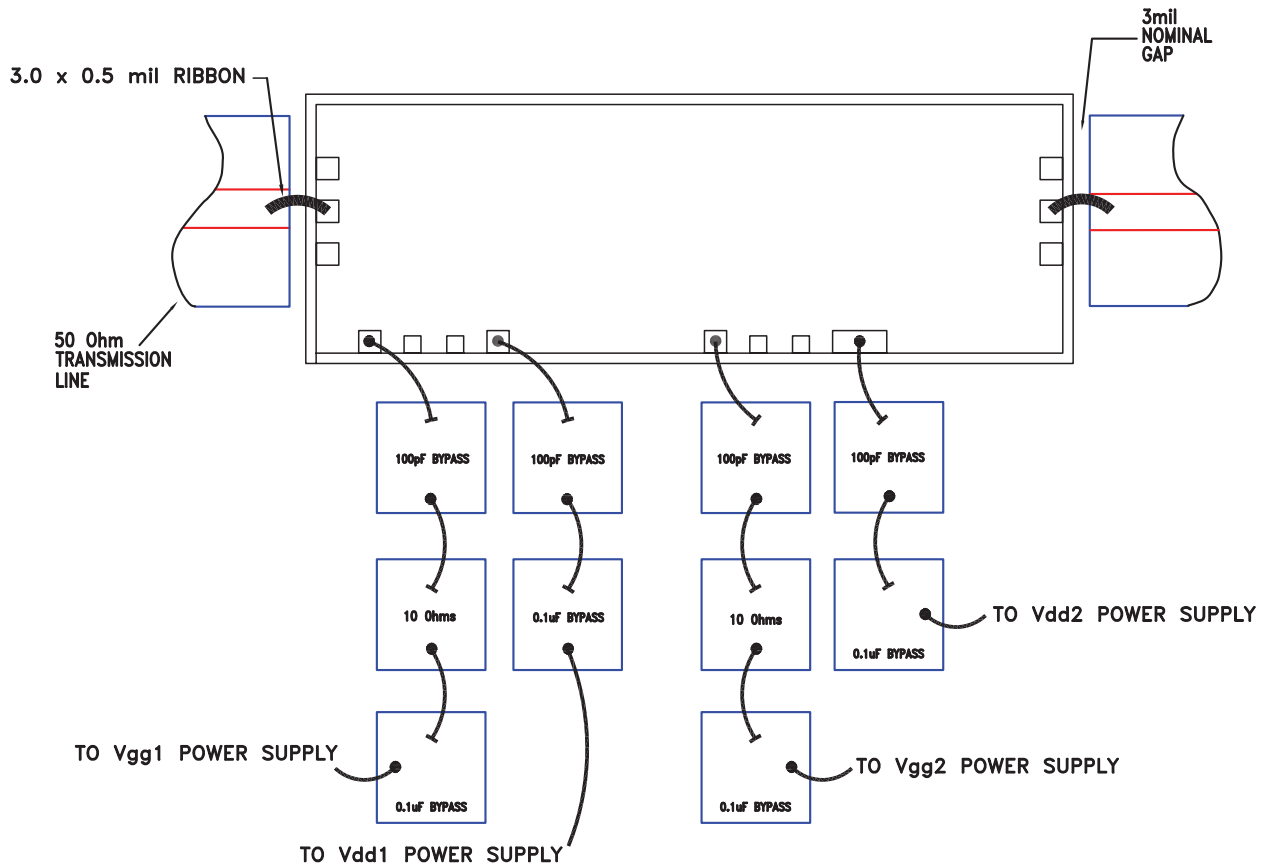 3mil
NOMINAL
GAP
3.0 x 0.5 mil RIBBON
50 Ohm
TRANSMISSION
LINE
100pF BYPASS
100pF BYPASS
100pF BYPASS
100pF BYPASS
10 Ohms
0.1uF BYPASS
10 Ohms
TO Vdd2 POWER SUPPLY
0.1uF BYPASS
TO Vgg1 POWER SUPPLY
TO Vgg2 POWER SUPPLY
0.1uF BYPASS
0.1uF BYPASS
TO Vdd1 POWER SUPPLY